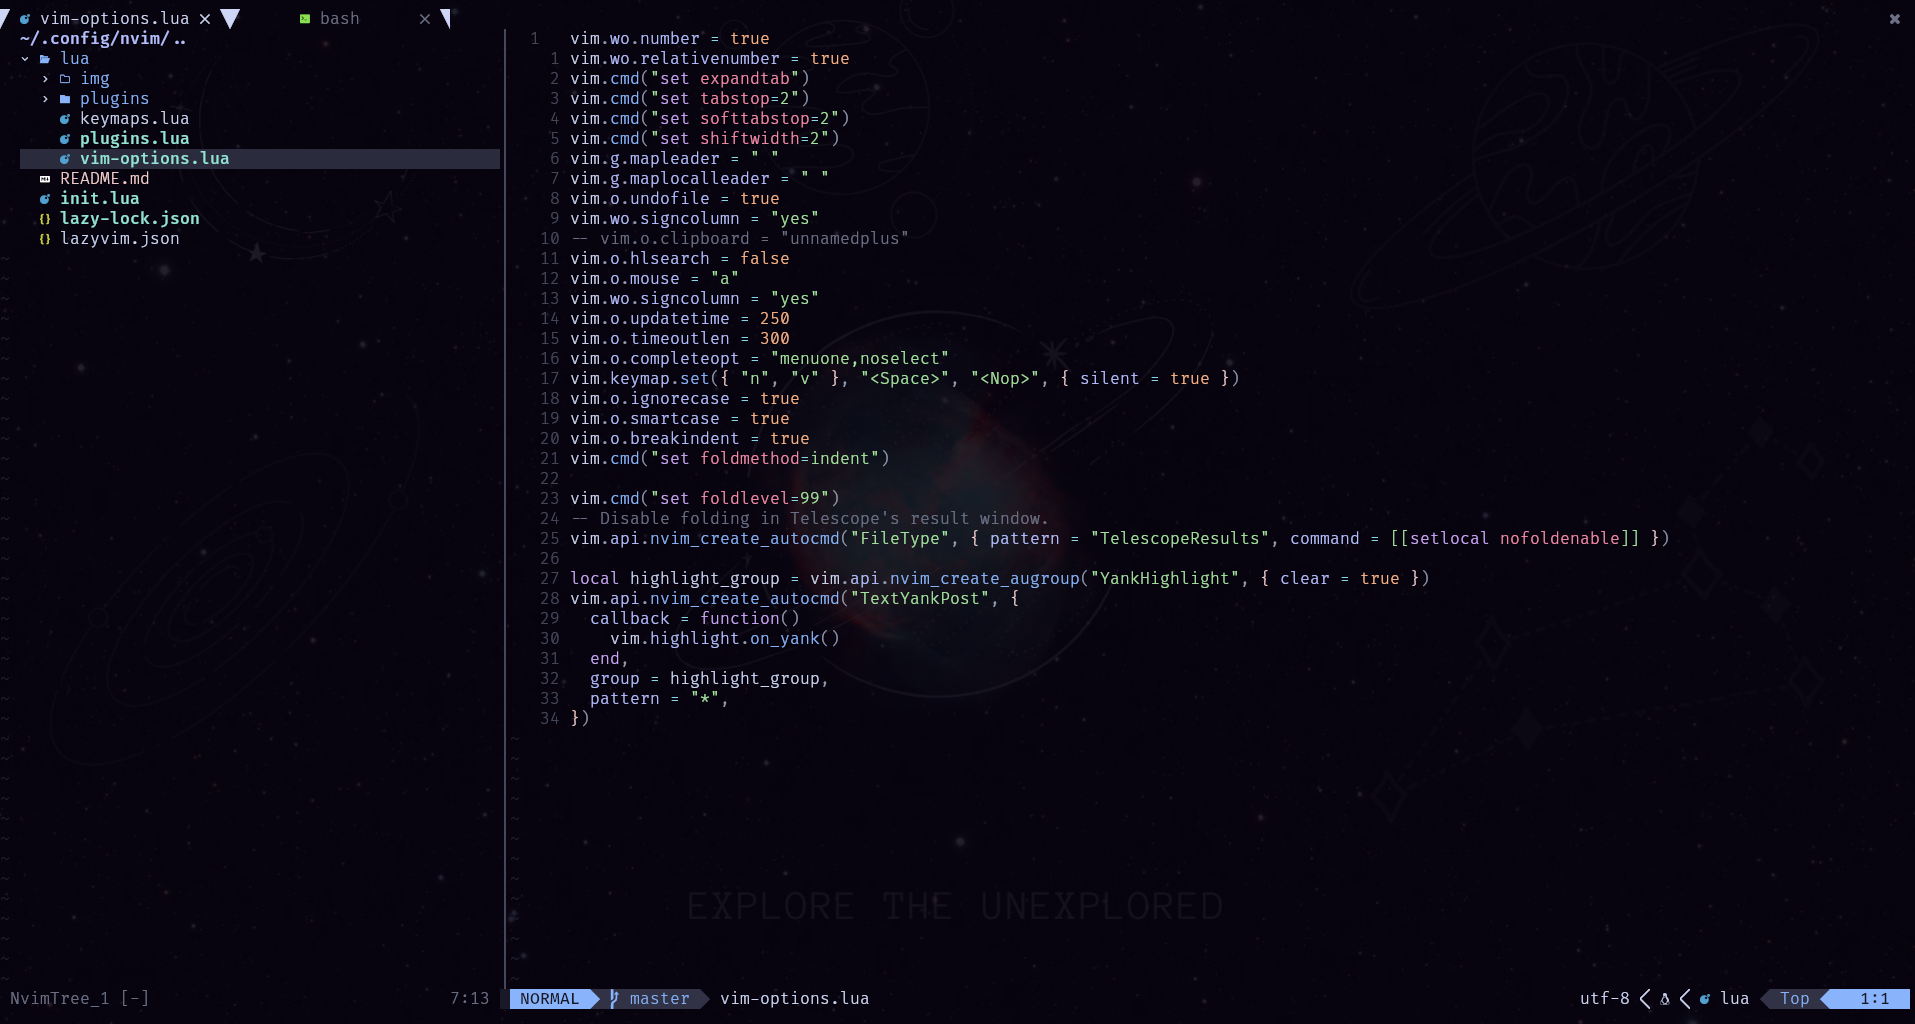 vim-options.lua × bash ×
~/.config/nvim/..
lua
img
plugins
keymaps.lua
plugins.lua
vim-options.lua
README.md
init.lua
{} lazy-lock.json
{} lazyvim.json
1 vim.wo.number = true
1 vim.wo.relativenumber = true
2 vim.cmd("set expandtab")
3 vim.cmd("set tabstop=2")
4 vim.cmd("set softtabstop=2")
5 vim.cmd("set shiftwidth=2")
6 vim.g.mapleader = " "
7 vim.g.maplocalleader = " "
8 vim.o.undofile = true
9 vim.wo.signcolumn = "yes"
10 -- vim.o.clipboard = "unnamedplus"
11 vim.o.hlsearch = false
12 vim.o.mouse = "a"
13 vim.wo.signcolumn = "yes"
14 vim.o.updatetime = 250
15 vim.o.timeoutlen = 300
16 vim.o.completeopt = "menuone,noselect"
17 vim.keymap.set({ "n", "v" }, "<Space>", "<Nop>", { silent = true })
18 vim.o.ignorecase = true
19 vim.o.smartcase = true
20 vim.o.breakindent = true
21 vim.cmd("set foldmethod=indent")
22
23 vim.cmd("set foldlevel=99")
24 -- Disable folding in Telescope's result window.
25 vim.api.nvim_create_autocmd("FileType", { pattern = "TelescopeResults", command = [[setlocal nofoldenable]] })
26
27 local highlight_group = vim.api.nvim_create_augroup("YankHighlight", { clear = true })
28 vim.api.nvim_create_autocmd("TextYankPost", {
29 callback = function()
30 vim.highlight.on_yank()
31 end,
32 group = highlight_group,
33 pattern = "*",
34 })
EXPLORE THE UNEXPLORED
NvimTree_1 [-] 7:13 NORMAL master vim-options.lua utf-8 lua Top 1:1